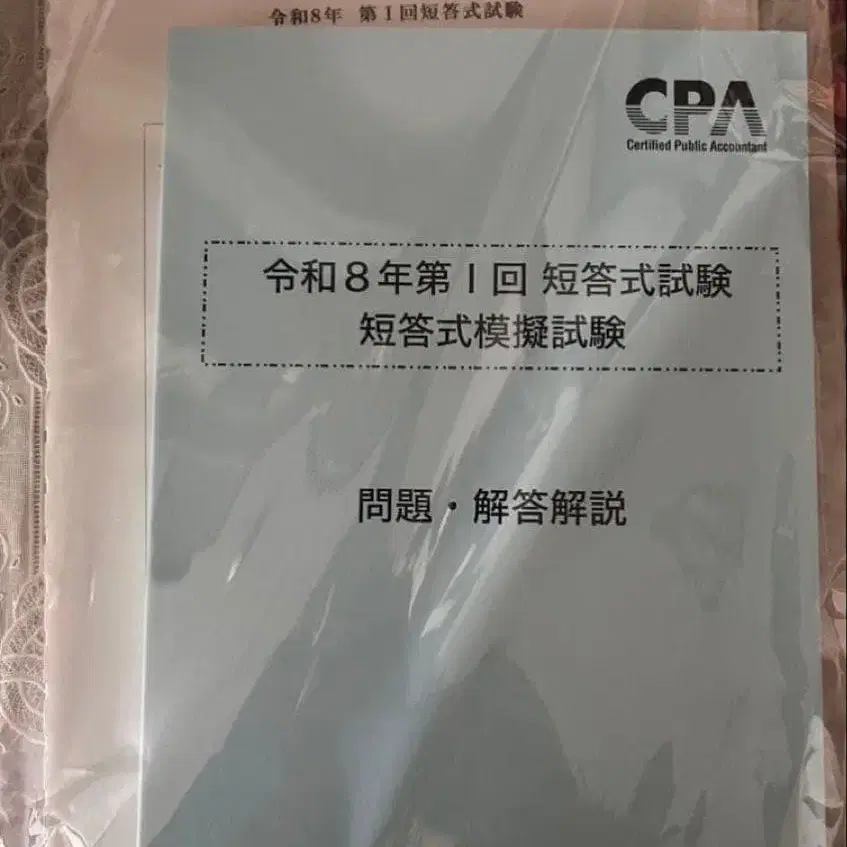 令和8年 第Ⅰ回短答式試験
CPA
Certified Public Accountant
令和8年第Ⅰ回 短答式試験
短答式模擬試験
問題・解答解説